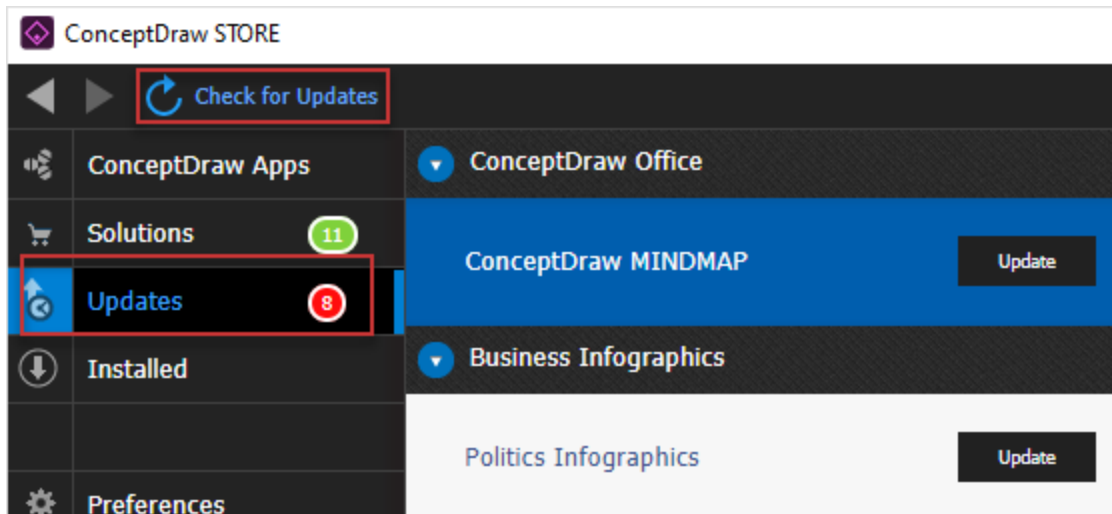 ConceptDraw STORE
Check for Updates
ConceptDraw Apps
Solutions 11
Updates 8
Installed
Preferences
ConceptDraw Office
ConceptDraw MINDMAP Update
Business Infographics
Politics Infographics Update